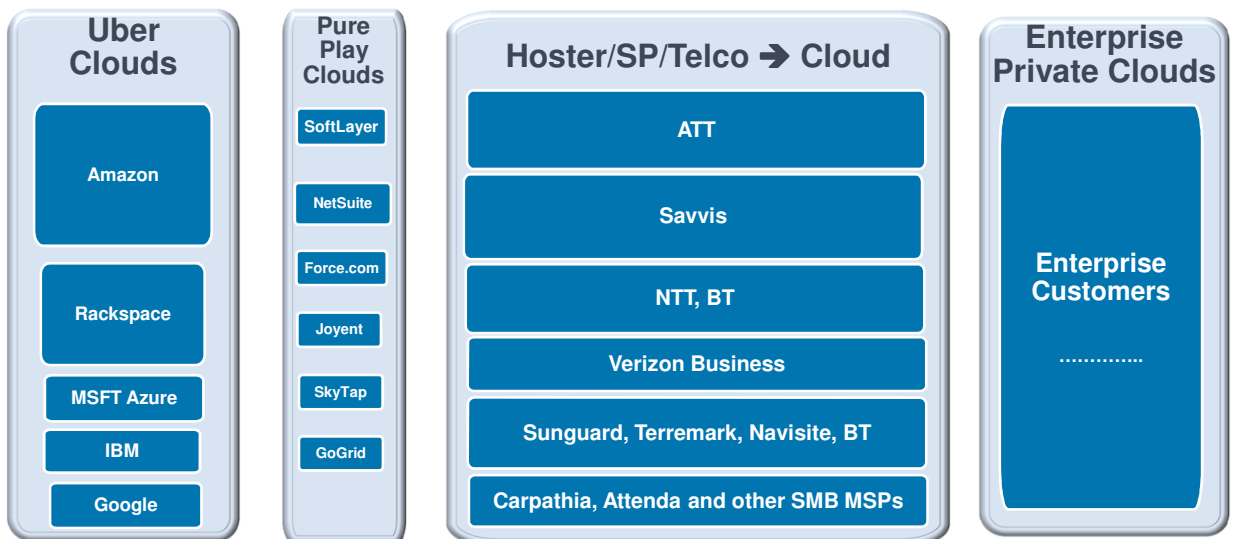 Uber
Clouds
Amazon
Rackspace
MSFT Azure
IBM
Google
Pure
Play
Clouds
SoftLayer
NetSuite
Force.com
Joyent
SkyTap
GoGrid
Hoster/SP/Telco ➔ Cloud
ATT
Savvis
NTT, BT
Verizon Business
Sunguard, Terremark, Navisite, BT
Carpathia, Attenda and other SMB MSPs
Enterprise
Private Clouds
Enterprise
Customers
…………..